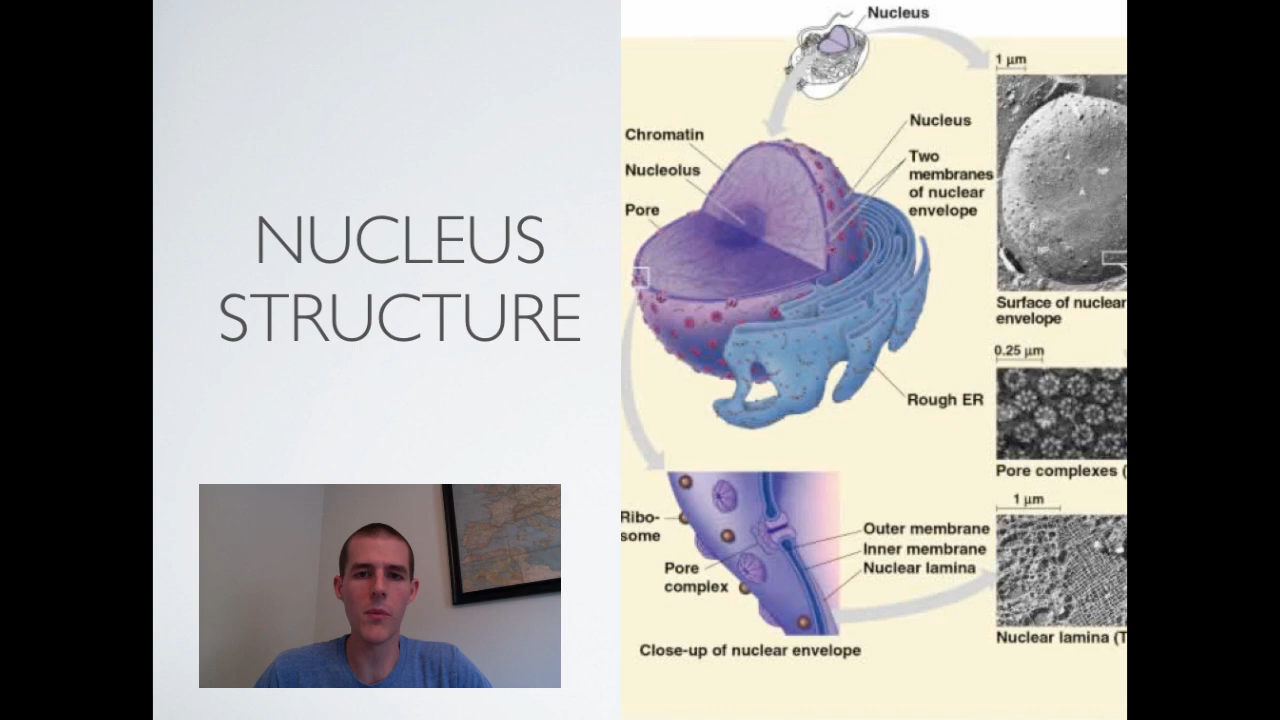 NUCLEUS
STRUCTURE
Nucleus
1 µm
Chromatin
Nucleolus
Pore
Nucleus
Two
membranes
of nuclear
envelope
Surface of nuclear
envelope
0.25 µm
Rough ER
Pore complexes (
1 µm
Ribo-
some
Outer membrane
Inner membrane
Nuclear lamina
Pore
complex
Nuclear lamina (T
Close-up of nuclear envelope